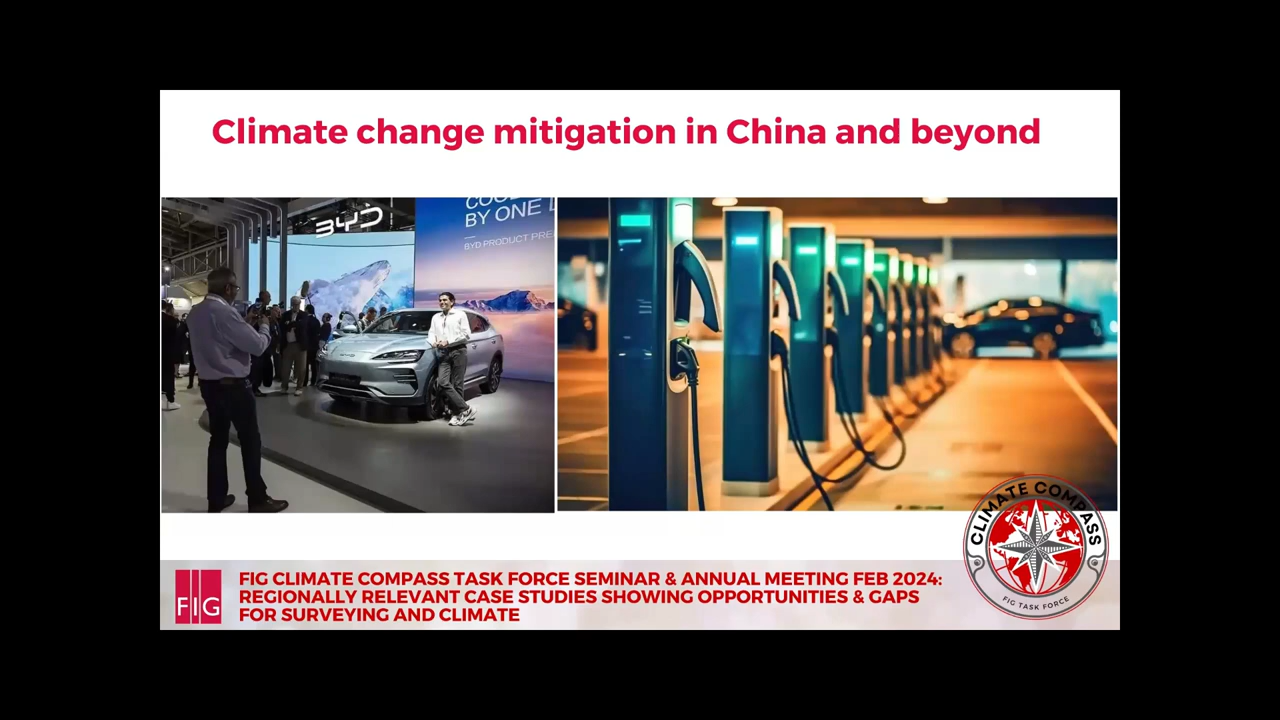 Climate change mitigation in China and beyond
BYD
BY ONE
BYD PRODUCT
CLIMATE COMPASS
FIG TASK FORCE
FIG
FIG CLIMATE COMPASS TASK FORCE SEMINAR & ANNUAL MEETING FEB 2024:
REGIONALLY RELEVANT CASE STUDIES SHOWING OPPORTUNITIES & GAPS
FOR SURVEYING AND CLIMATE